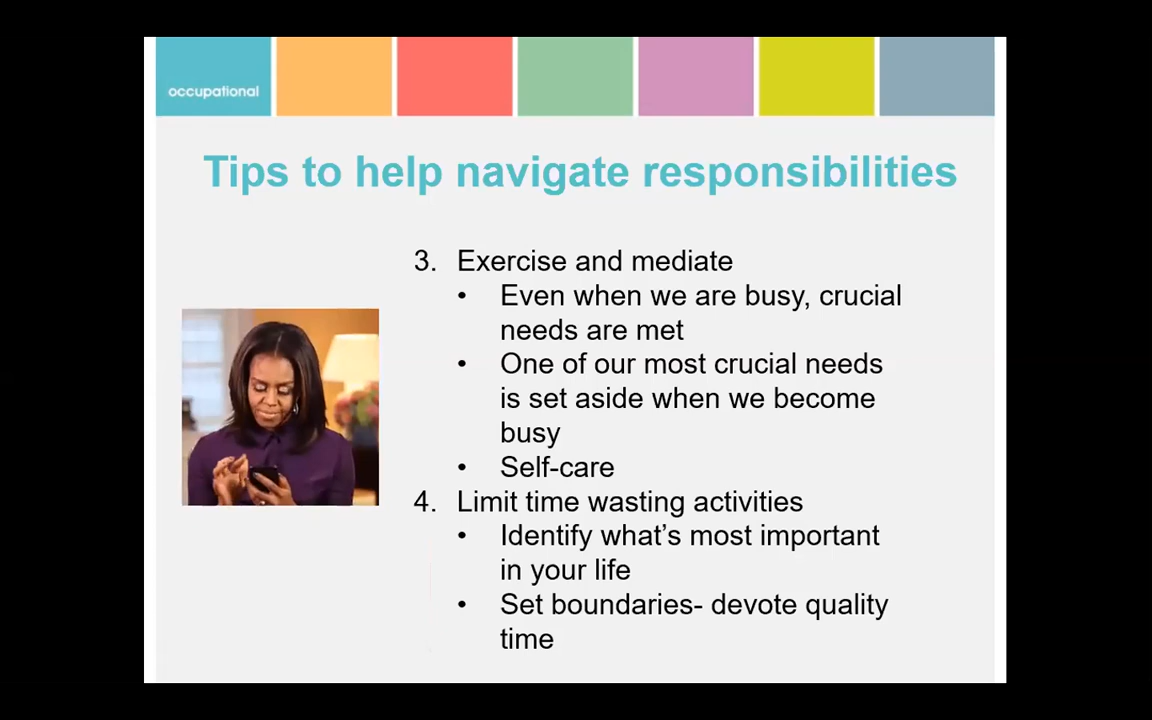 occupational
Tips to help navigate responsibilities
3. Exercise and mediate
• Even when we are busy, crucial
needs are met
• One of our most crucial needs
is set aside when we become
busy
• Self-care
4. Limit time wasting activities
• Identify what's most important
in your life
• Set boundaries- devote quality
time